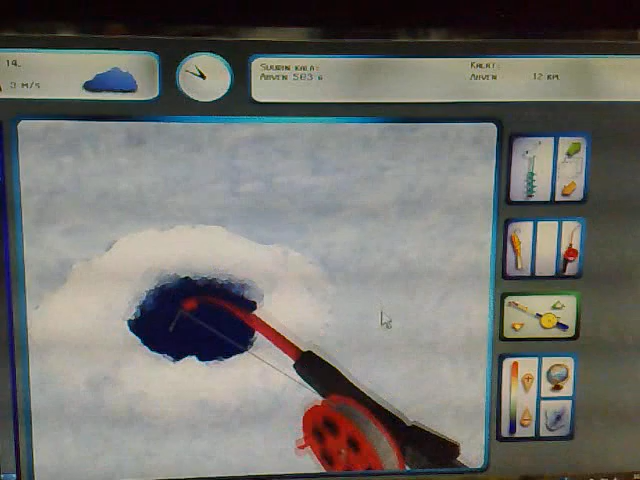 14.
3 M/S
SUURIN KALA:
AHVEN 583 G
KALAT:
AHVEN 12 KPL